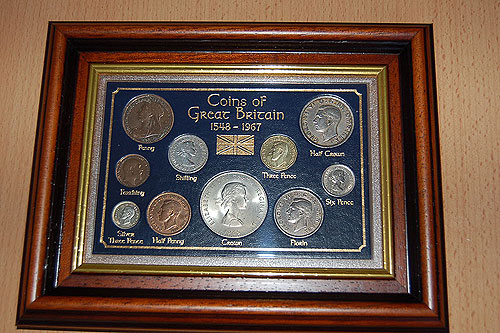 Coins of
Great Britain
1548 - 1967
Penny
Shilling
Three Pence
Half Crown
Farthing
Six Pence
Silver
Three Pence
Half Penny
Crown
Florin